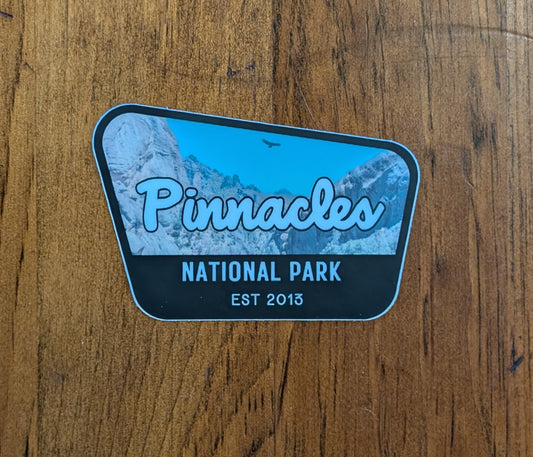 Pinnacles
NATIONAL PARK
EST 2013